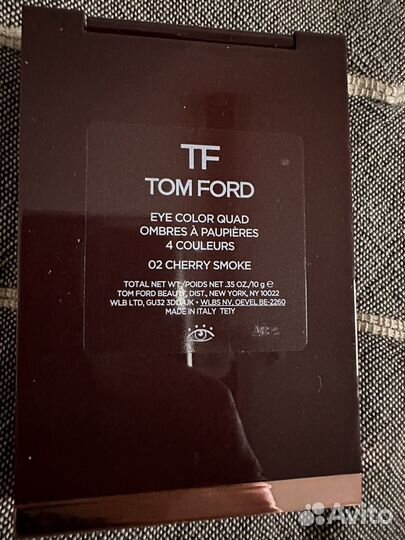 TF
TOM FORD
EYE COLOR QUAD
OMBRES À PAUPIÈRES
4 COULEURS
02 CHERRY SMOKE
TOTAL NET WT./POIDS NET .35 OZ./10 g ℮
TOM FORD BEAUTY, DIST., NEW YORK, NY 10022
WLB LTD, GU32 3DD-UK • WLBS NV, OEVEL BE-2260
MADE IN ITALY TE1Y
Avito